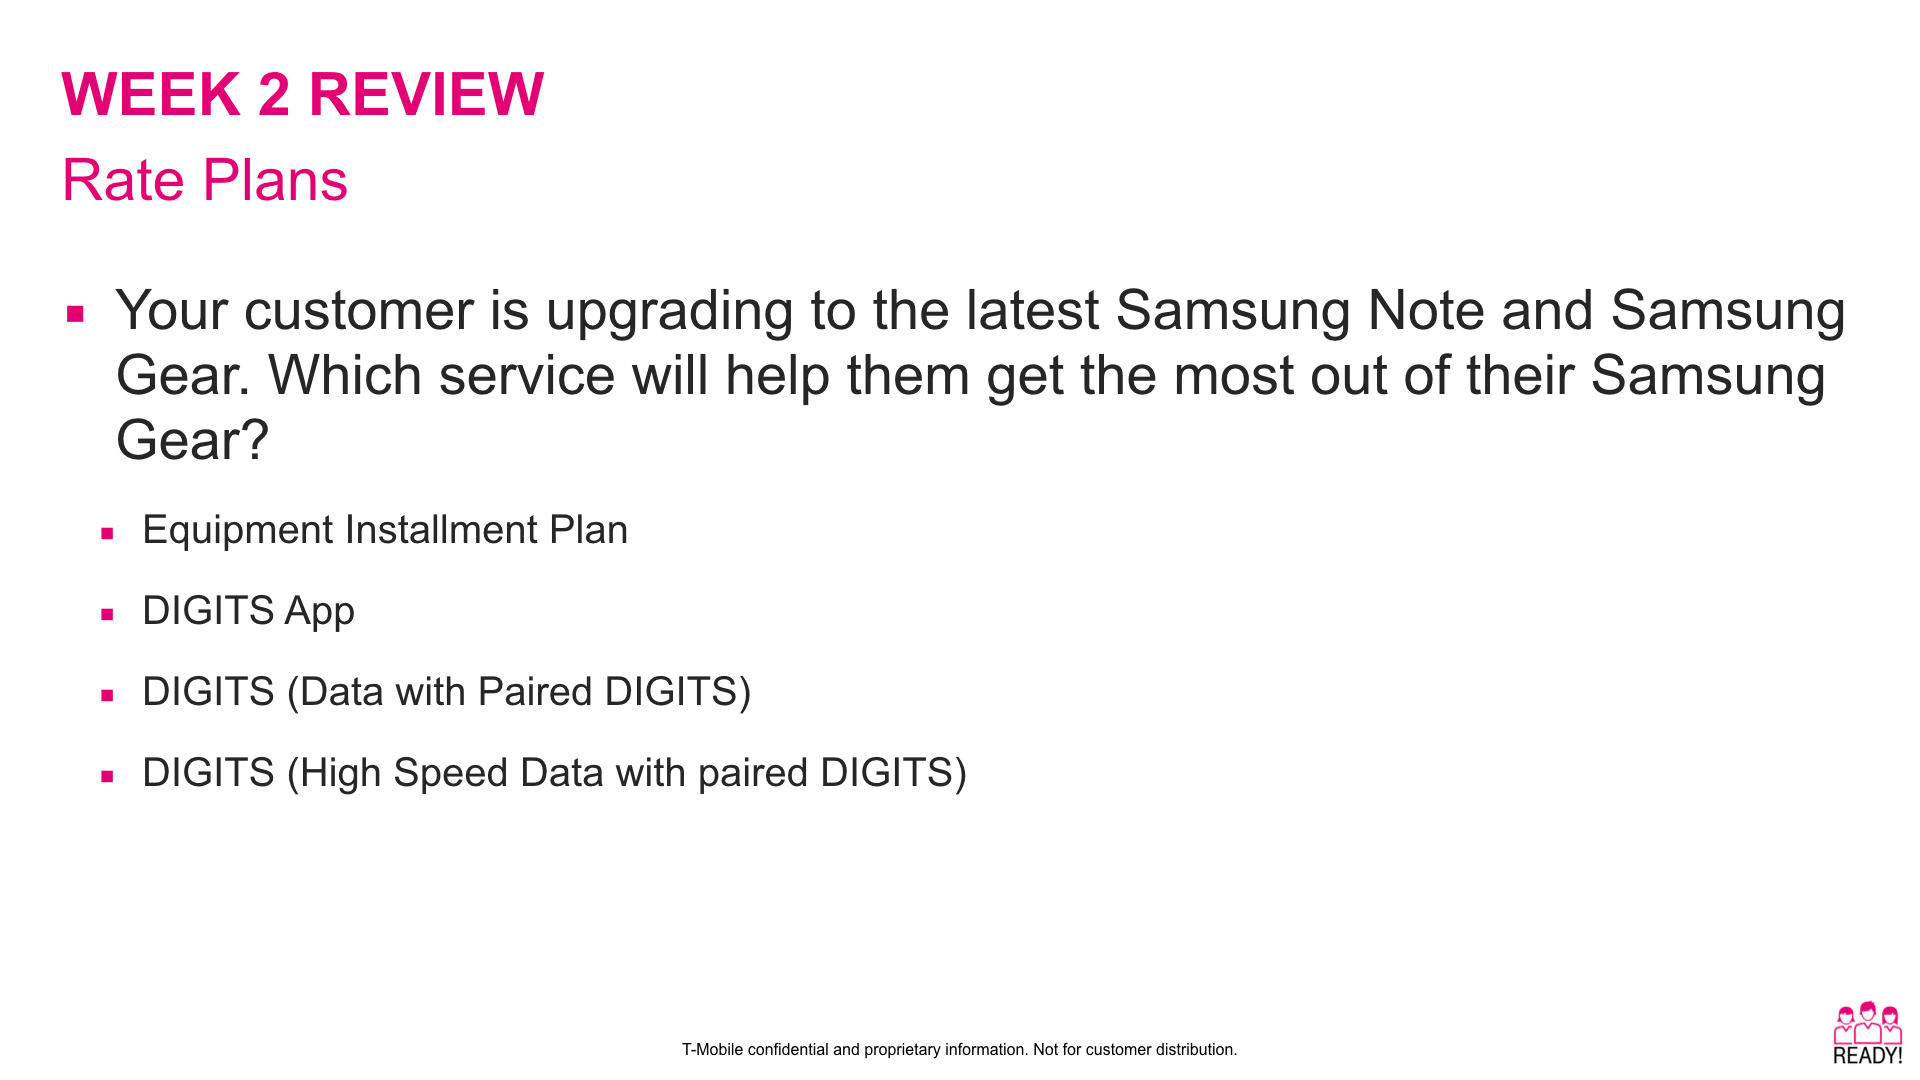 WEEK 2 REVIEW
Rate Plans
Your customer is upgrading to the latest Samsung Note and Samsung
Gear. Which service will help them get the most out of their Samsung
Gear?
Equipment Installment Plan
DIGITS App
DIGITS (Data with Paired DIGITS)
DIGITS (High Speed Data with paired DIGITS)
T-Mobile confidential and proprietary information. Not for customer distribution.
READY!